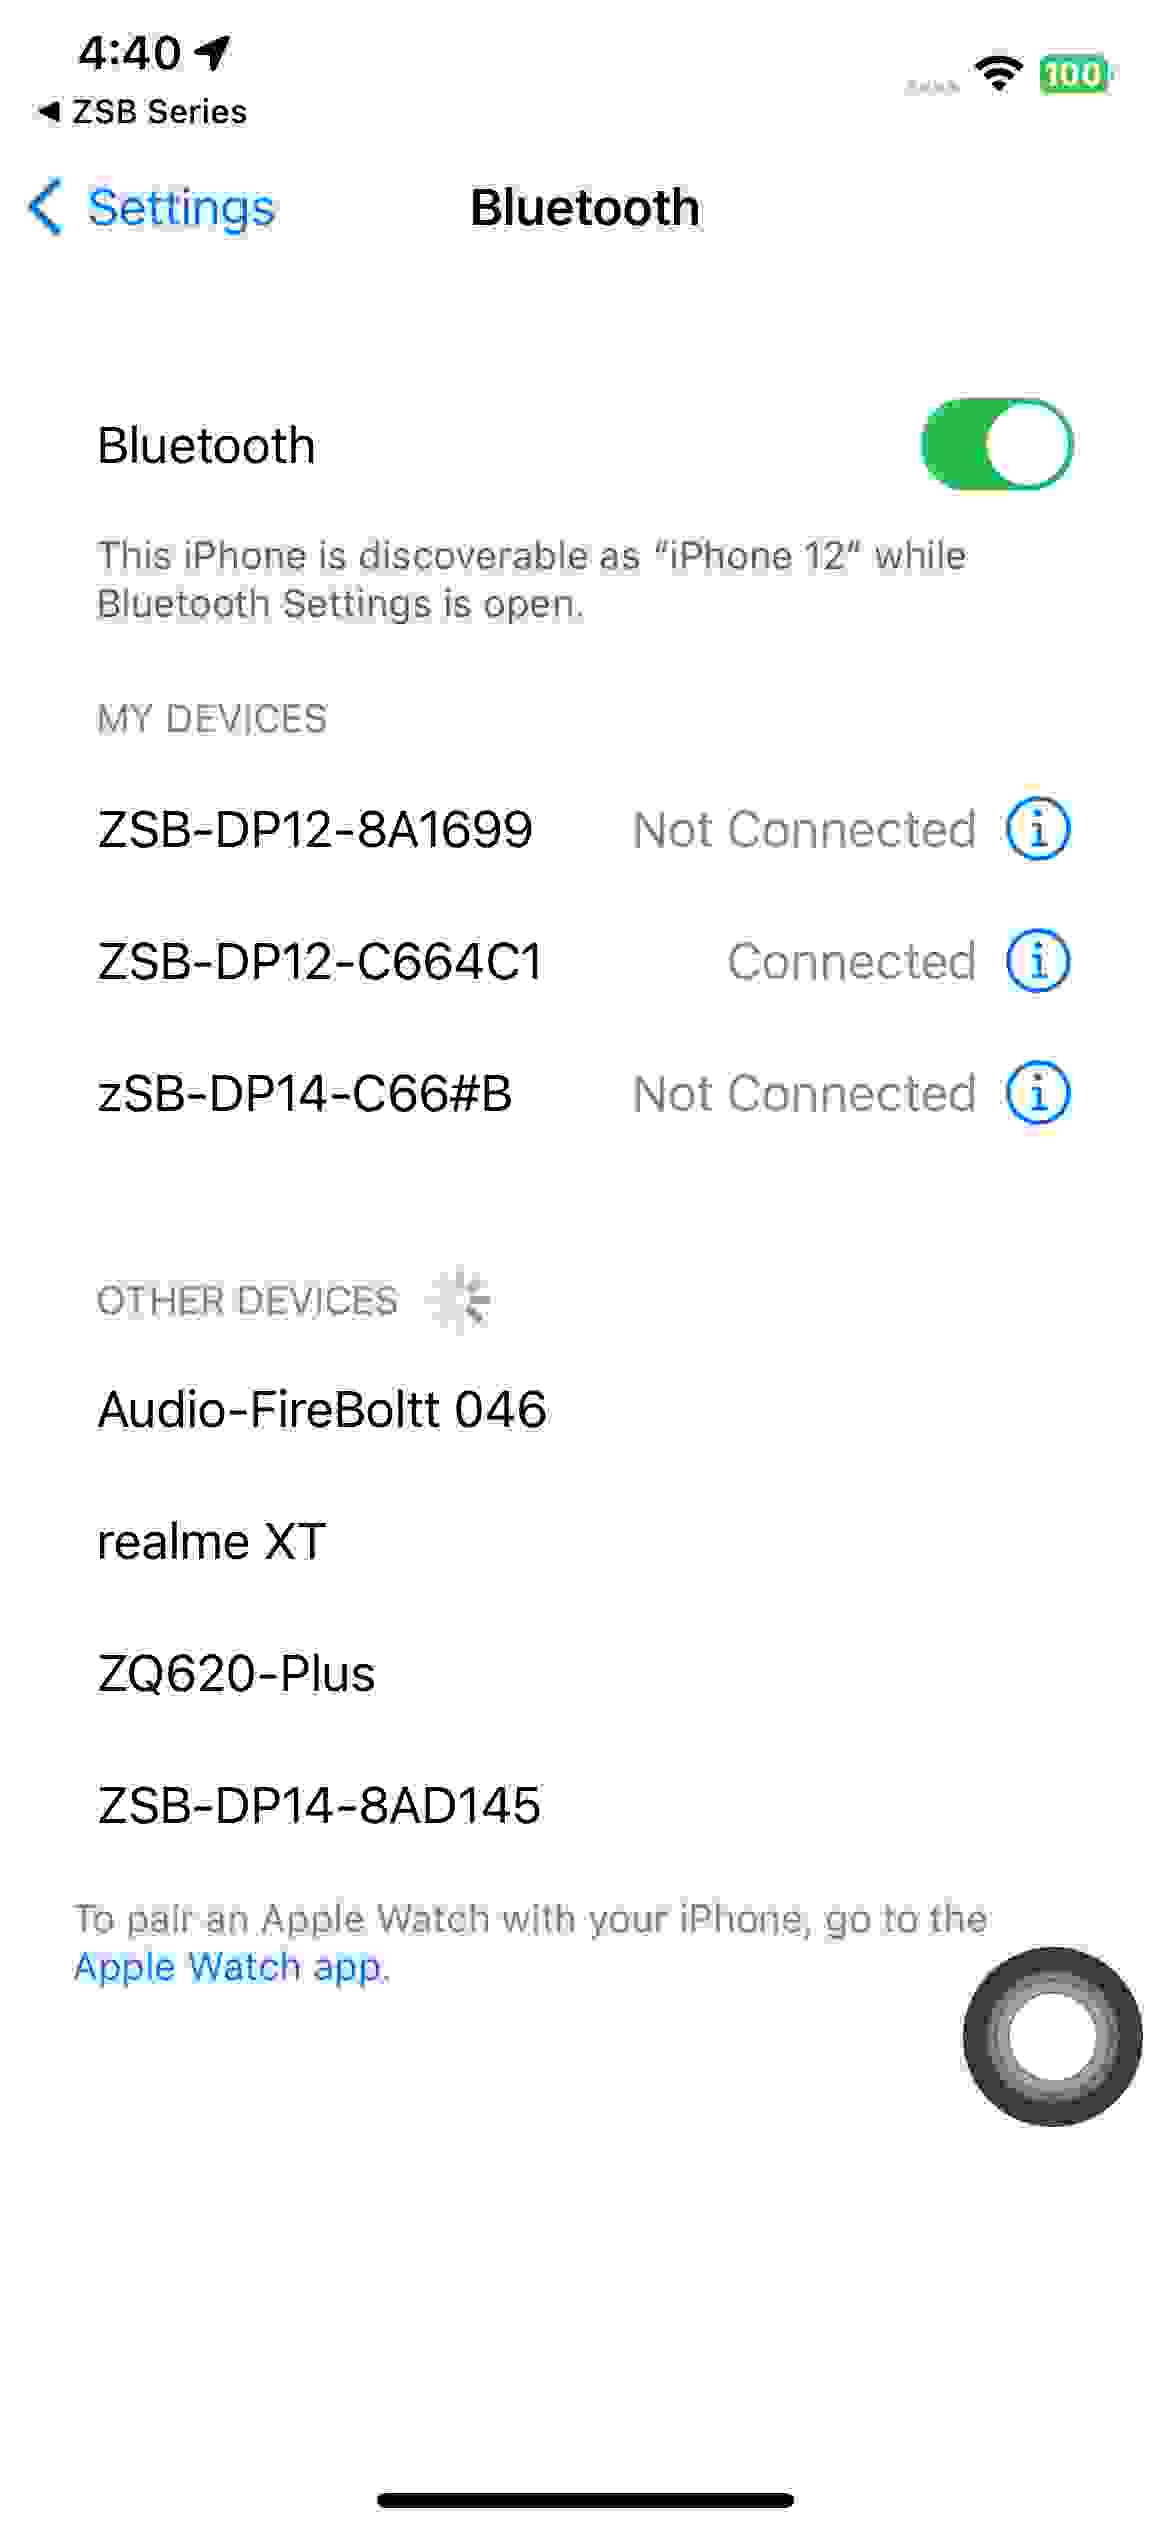 4:40
100
◀ ZSB Series
Settings
Bluetooth
Bluetooth
This iPhone is discoverable as “iPhone 12” while
Bluetooth Settings is open.
MY DEVICES
ZSB-DP12-8A1699 Not Connected
ZSB-DP12-C664C1 Connected
zSB-DP14-C66#B Not Connected
OTHER DEVICES
Audio-FireBoltt 046
realme XT
ZQ620-Plus
ZSB-DP14-8AD145
To pair an Apple Watch with your iPhone, go to the
Apple Watch app.